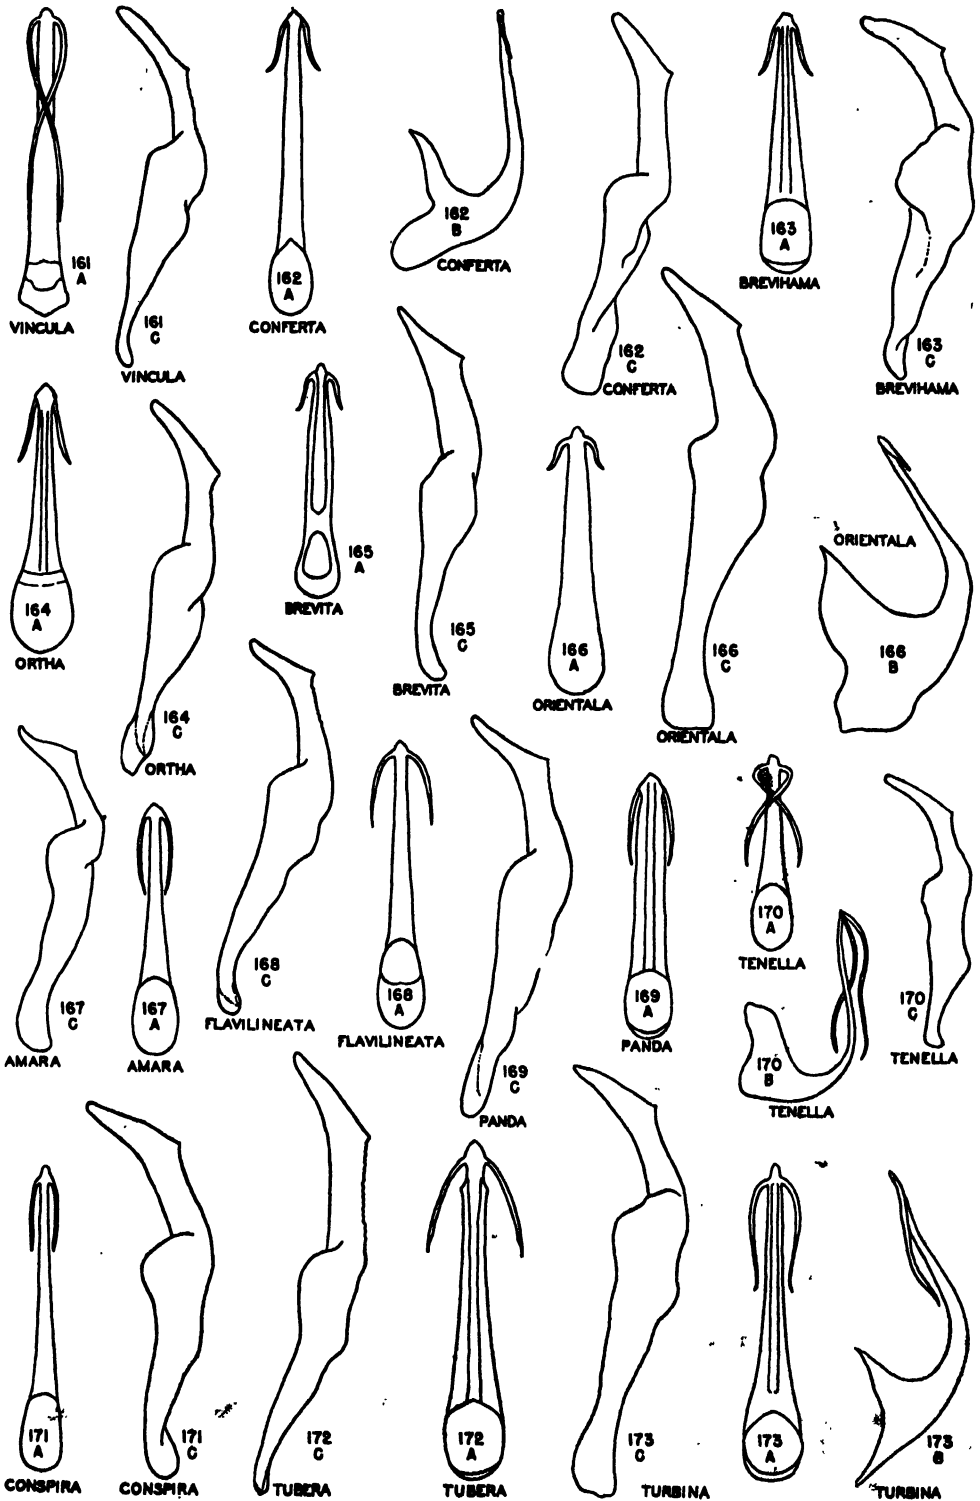 161
A
VINCULA
161
C
VINCULA
162
A
CONFERTA
162
B
CONFERTA
162
C
CONFERTA
163
A
BREVIHAMA
163
C
BREVIHAMA
164
A
ORTHA
164
C
ORTHA
165
A
BREVITA
165
C
BREVITA
166
A
ORIENTALA
166
C
ORIENTALA
ORIENTALA
166
B
167
C
AMARA
167
A
AMARA
168
C
FLAVILINEATA
168
A
FLAVILINEATA
169
C
PANDA
169
A
PANDA
170
A
TENELLA
170
B
TENELLA
170
C
TENELLA
171
A
CONSPIRA
171
C
CONSPIRA
172
C
TUBERA
172
A
TUBERA
173
C
TURBINA
173
A
173
B
TURBINA